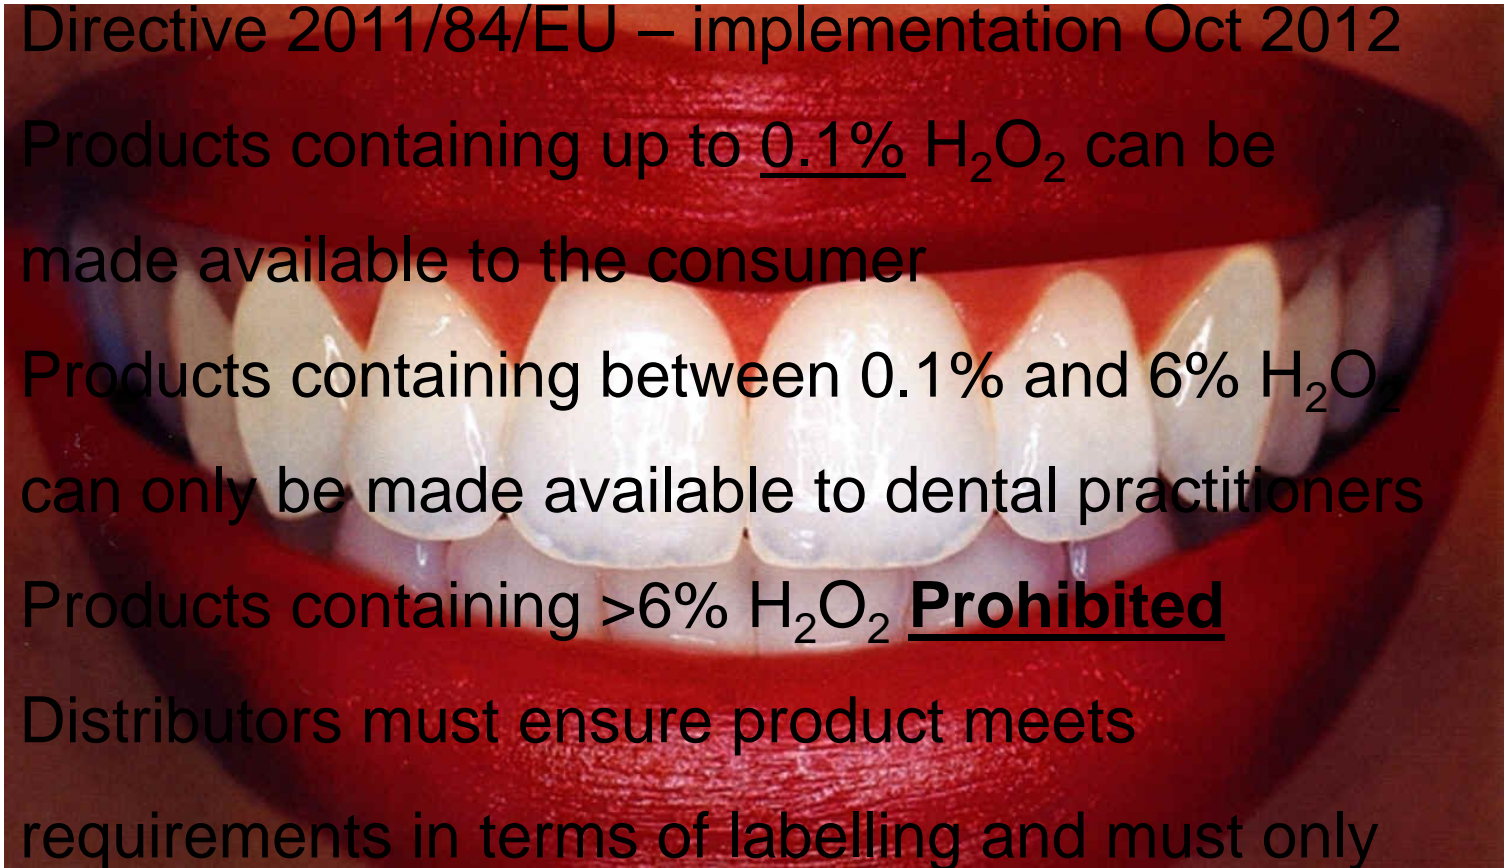 Directive 2011/84/EU – implementation Oct 2012
Products containing up to 0.1% H₂O₂ can be
made available to the consumer
Products containing between 0.1% and 6% H₂O₂
can only be made available to dental practitioners
Products containing >6% H₂O₂ Prohibited
Distributors must ensure product meets
requirements in terms of labelling and must only